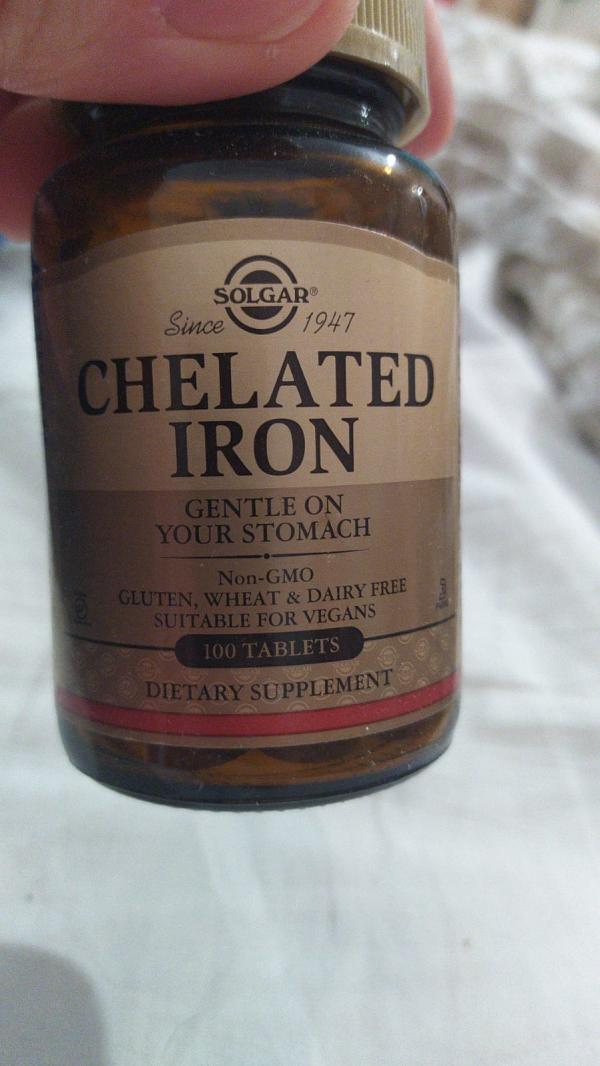 SOLGAR®
Since 1947
CHELATED
IRON
GENTLE ON
YOUR STOMACH
Non-GMO
GLUTEN, WHEAT & DAIRY FREE
SUITABLE FOR VEGANS
100 TABLETS
DIETARY SUPPLEMENT